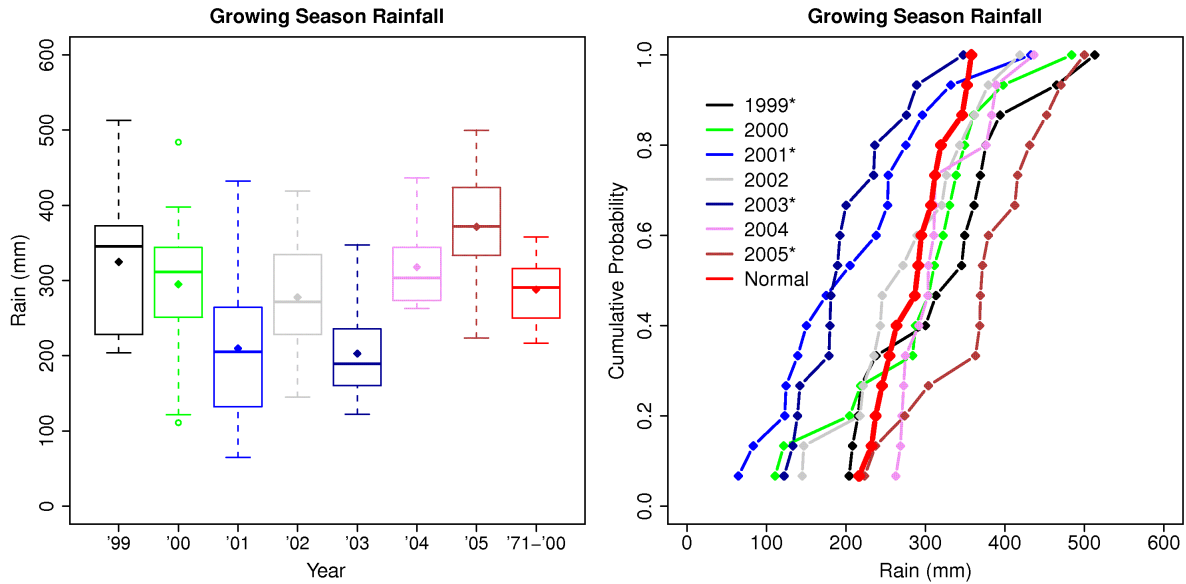 Growing Season Rainfall
Rain (mm)
600
500
400
300
200
100
0
'99 '00 '01 '02 '03 '04 '05 '71−'00
Year
Growing Season Rainfall
Cumulative Probability
1.0
0.8
0.6
0.4
0.2
0.0
1999*
2000
2001*
2002
2003*
2004
2005*
Normal
0 100 200 300 400 500 600
Rain (mm)